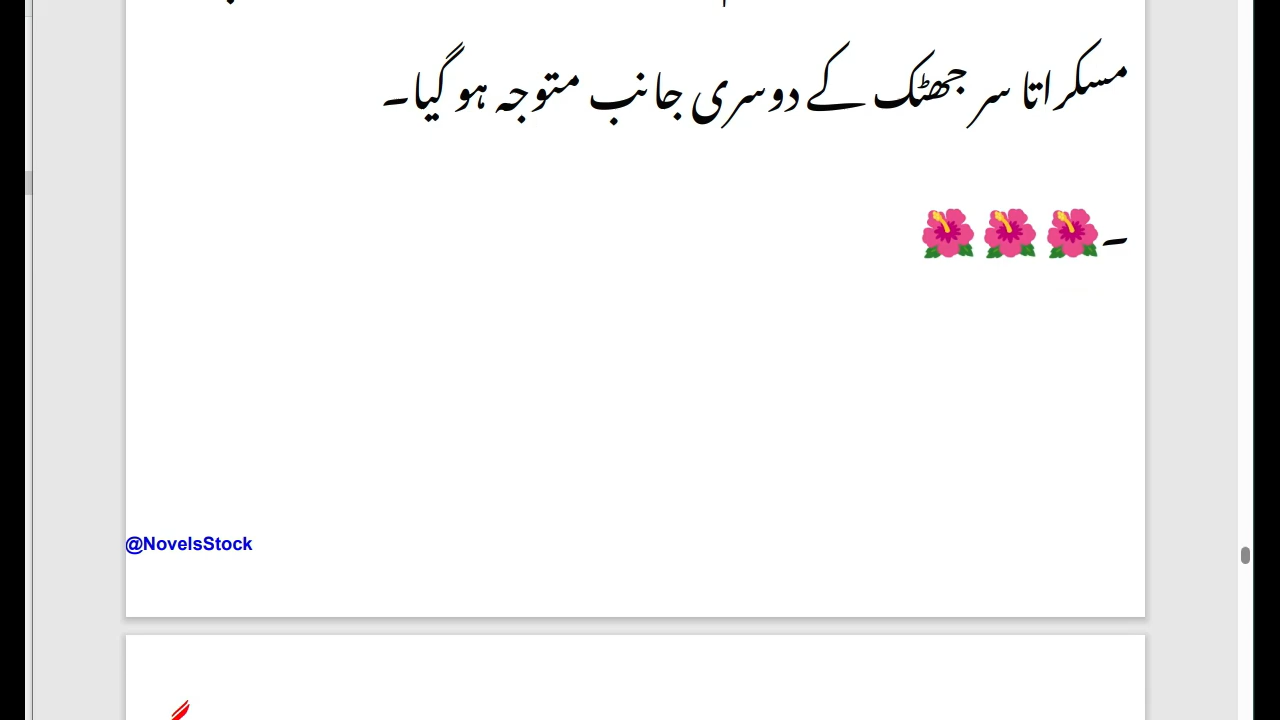 مسکراتا سر جھٹک کے دوسری جانب متوجہ ہو گیا۔
۔🌺🌺🌺
@NovelsStock